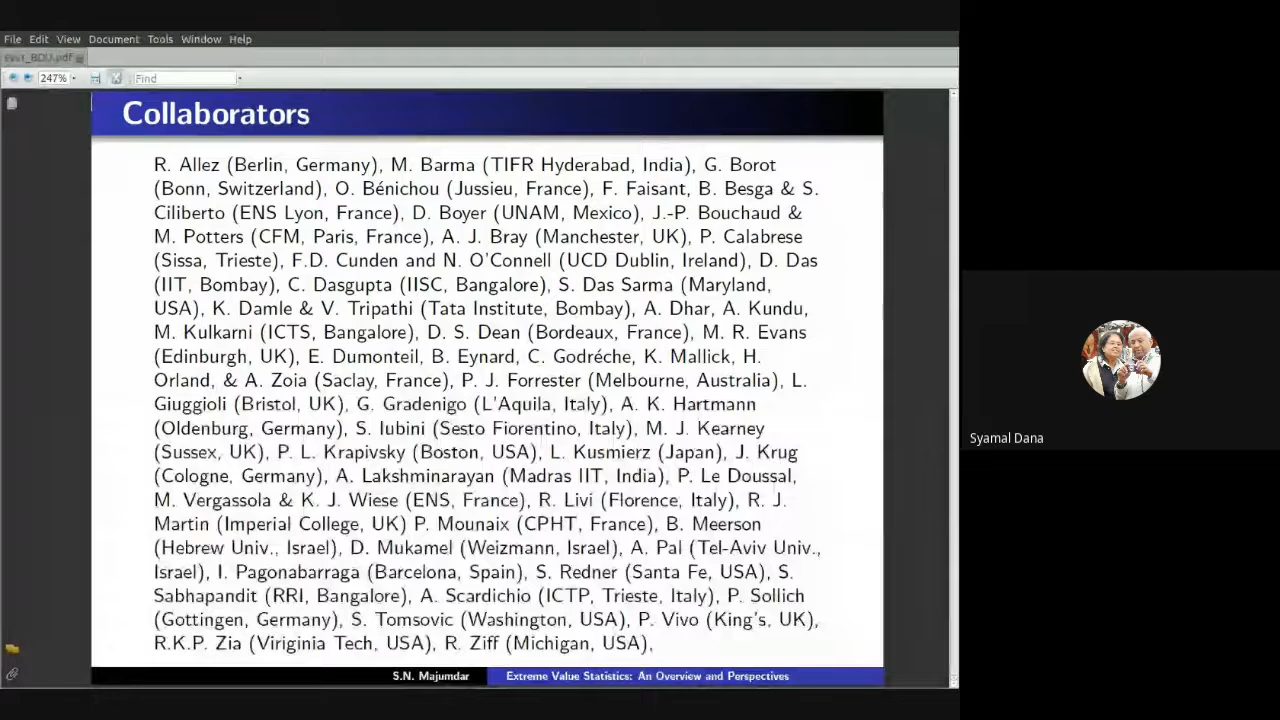 File Edit View Document Tools Window Help
evst_BDU.pdf
247% Find
Collaborators
R. Allez (Berlin, Germany), M. Barma (TIFR Hyderabad, India), G. Borot
(Bonn, Switzerland), O. Bénichou (Jussieu, France), F. Faisant, B. Besga & S.
Ciliberto (ENS Lyon, France), D. Boyer (UNAM, Mexico), J.-P. Bouchaud &
M. Potters (CFM, Paris, France), A. J. Bray (Manchester, UK), P. Calabrese
(Sissa, Trieste), F.D. Cunden and N. O'Connell (UCD Dublin, Ireland), D. Das
(IIT, Bombay), C. Dasgupta (IISC, Bangalore), S. Das Sarma (Maryland,
USA), K. Damle & V. Tripathi (Tata Institute, Bombay), A. Dhar, A. Kundu,
M. Kulkarni (ICTS, Bangalore), D. S. Dean (Bordeaux, France), M. R. Evans
(Edinburgh, UK), E. Dumonteil, B. Eynard, C. Godréche, K. Mallick, H.
Orland, & A. Zoia (Saclay, France), P. J. Forrester (Melbourne, Australia), L.
Giuggioli (Bristol, UK), G. Gradenigo (L'Aquila, Italy), A. K. Hartmann
(Oldenburg, Germany), S. Iubini (Sesto Fiorentino, Italy), M. J. Kearney
(Sussex, UK), P. L. Krapivsky (Boston, USA), L. Kusmierz (Japan), J. Krug
(Cologne, Germany), A. Lakshminarayan (Madras IIT, India), P. Le Doussal,
M. Vergassola & K. J. Wiese (ENS, France), R. Livi (Florence, Italy), R. J.
Martin (Imperial College, UK) P. Mounaix (CPHT, France), B. Meerson
(Hebrew Univ., Israel), D. Mukamel (Weizmann, Israel), A. Pal (Tel-Aviv Univ.,
Israel), I. Pagonabarraga (Barcelona, Spain), S. Redner (Santa Fe, USA), S.
Sabhapandit (RRI, Bangalore), A. Scardichio (ICTP, Trieste, Italy), P. Sollich
(Gottingen, Germany), S. Tomsovic (Washington, USA), P. Vivo (King's, UK),
R.K.P. Zia (Viriginia Tech, USA), R. Ziff (Michigan, USA),
S.N. Majumdar Extreme Value Statistics: An Overview and Perspectives
Syamal Dana